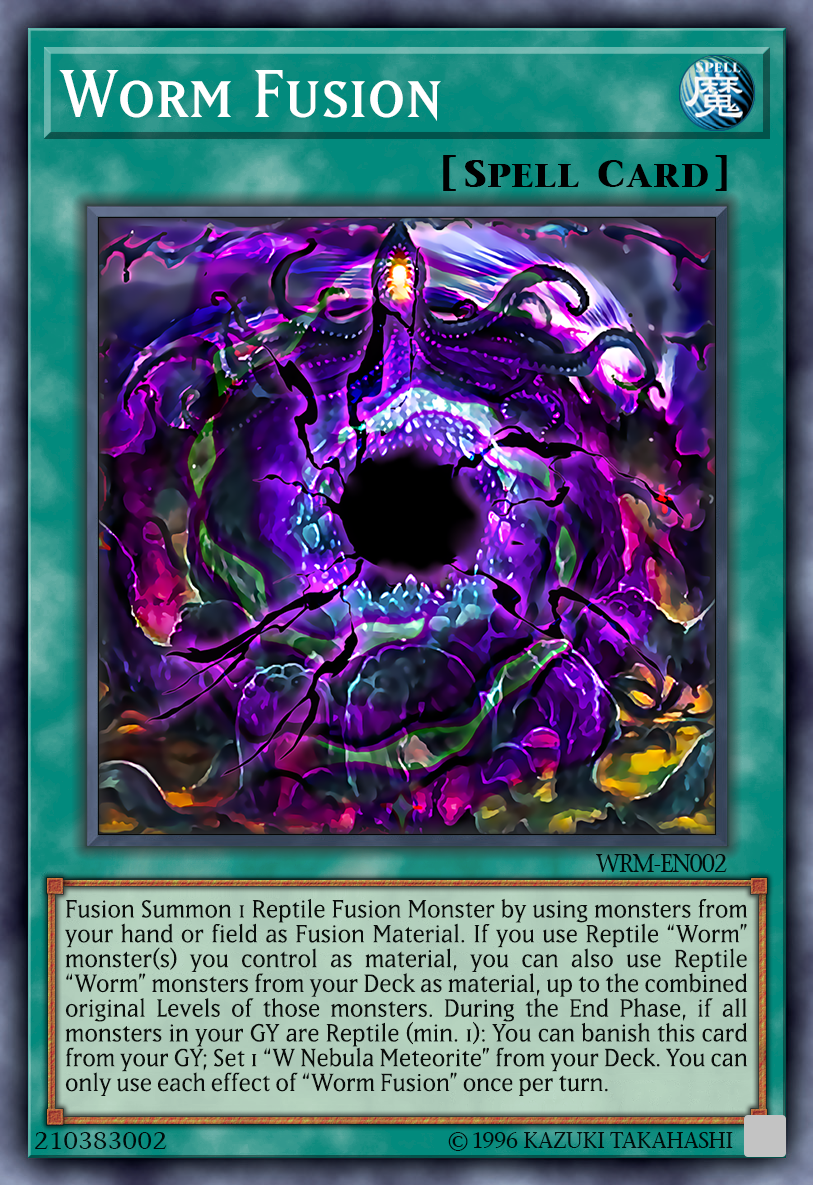 Worm Fusion
SPELL
魔
[Spell Card]
WRM-EN002
Fusion Summon 1 Reptile Fusion Monster by using monsters from
your hand or field as Fusion Material. If you use Reptile “Worm”
monster(s) you control as material, you can also use Reptile
“Worm” monsters from your Deck as material, up to the combined
original Levels of those monsters. During the End Phase, if all
monsters in your GY are Reptile (min. 1): You can banish this card
from your GY; Set 1 “W Nebula Meteorite” from your Deck. You can
only use each effect of “Worm Fusion” once per turn.
210383002
© 1996 KAZUKI TAKAHASHI